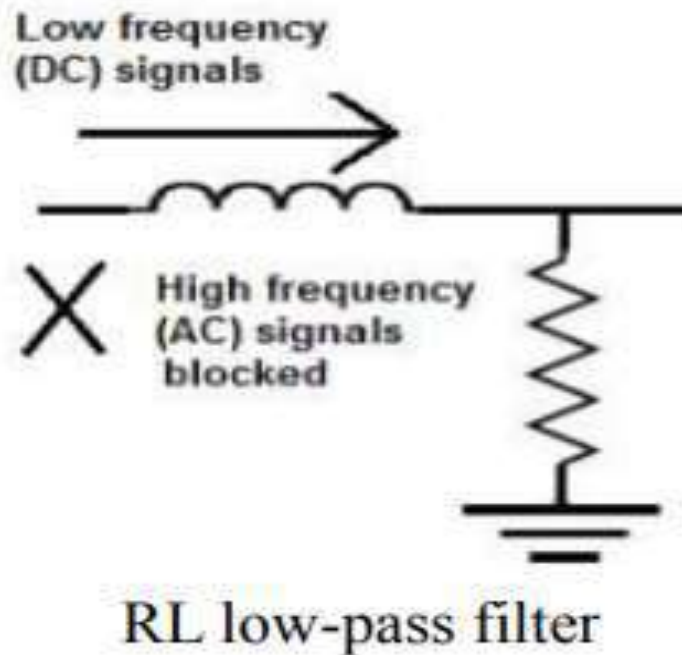 Low frequency
(DC) signals
High frequency
(AC) signals
blocked
RL low-pass filter